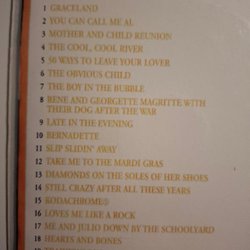 1 GRACELAND
2 YOU CAN CALL ME AL
3 MOTHER AND CHILD REUNION
4 THE COOL, COOL RIVER
5 50 WAYS TO LEAVE YOUR LOVER
6 THE OBVIOUS CHILD
7 THE BOY IN THE BUBBLE
8 RENE AND GEORGETTE MAGRITTE WITH
THEIR DOG AFTER THE WAR
9 LATE IN THE EVENING
10 BERNADETTE
11 SLIP SLIDIN' AWAY
12 TAKE ME TO THE MARDI GRAS
13 DIAMONDS ON THE SOLES OF HER SHOES
14 STILL CRAZY AFTER ALL THESE YEARS
15 KODACHROME®
16 LOVES ME LIKE A ROCK
17 ME AND JULIO DOWN BY THE SCHOOLYARD
18 HEARTS AND BONES